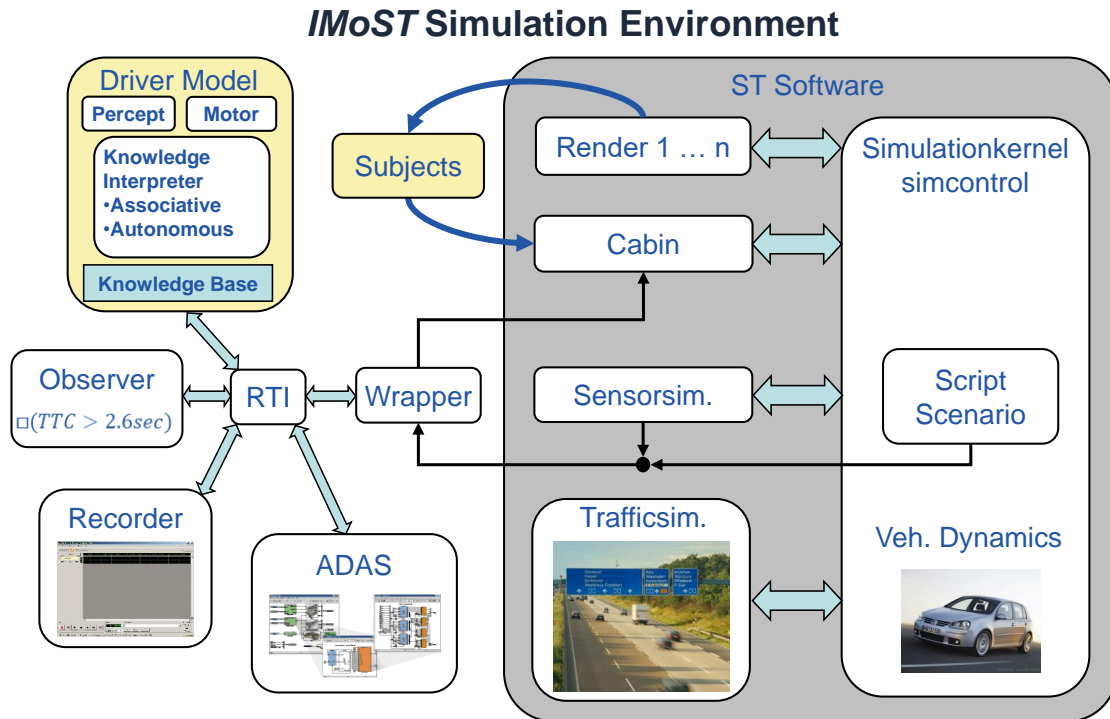 IMoST Simulation Environment
Driver Model
Percept
Motor
Knowledge
Interpreter
•Associative
•Autonomous
Knowledge Base
Subjects
ST Software
Render 1 … n
Simulationkernel
simcontrol
Cabin
Observer
□(TTC > 2.6sec)
RTI
Wrapper
Sensorsim.
Script
Scenario
Recorder
ADAS
Trafficsim.
Veh. Dynamics